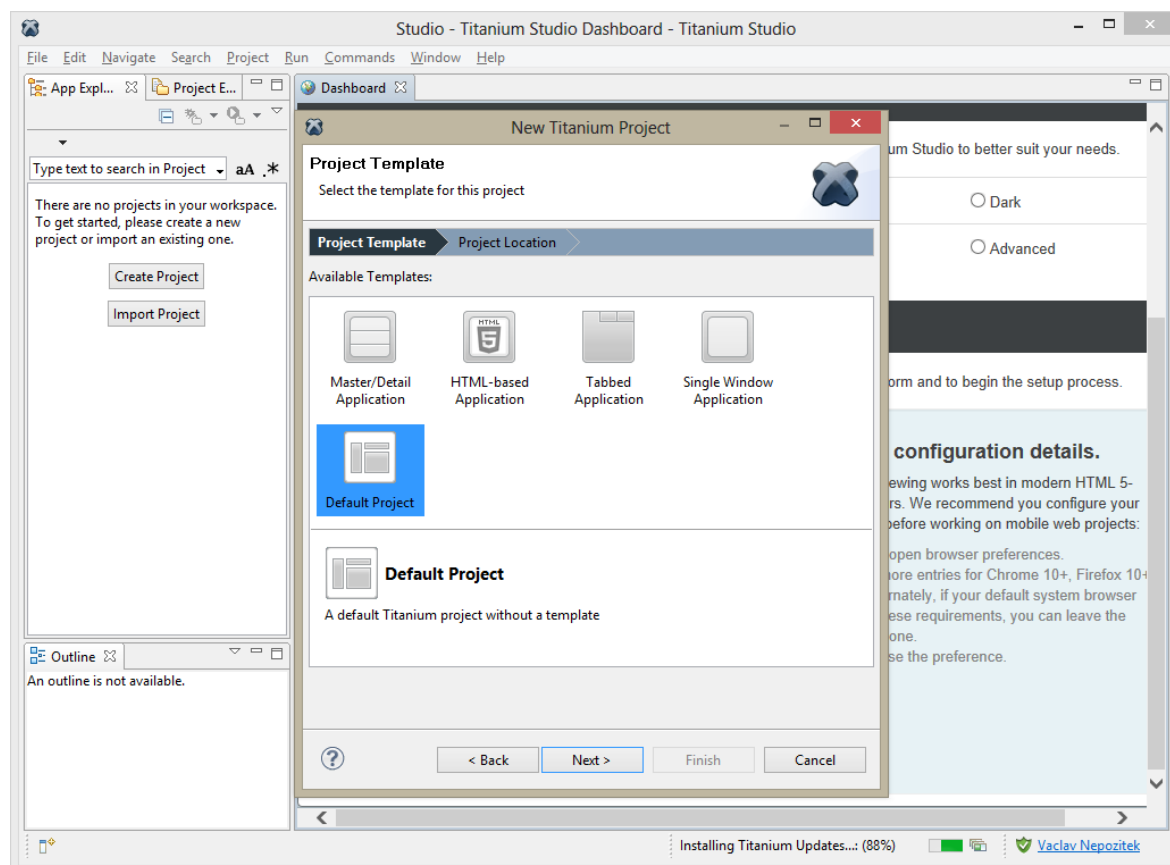 Studio - Titanium Studio Dashboard - Titanium Studio
File Edit Navigate Search Project Run Commands Window Help
App Expl... Project E...
Dashboard
Type text to search in Project aA .*
There are no projects in your workspace.
To get started, please create a new
project or import an existing one.
Create Project
Import Project
Outline
An outline is not available.
New Titanium Project
Project Template
Select the template for this project
Project Template Project Location
Available Templates:
Master/Detail
Application
HTML
5
HTML-based
Application
Tabbed
Application
Single Window
Application
Default Project
Default Project
A default Titanium project without a template
? < Back Next > Finish Cancel
um Studio to better suit your needs.
Dark
Advanced
orm and to begin the setup process.
configuration details.
ewing works best in modern HTML 5-
rs. We recommend you configure your
before working on mobile web projects:
open browser preferences.
ore entries for Chrome 10+, Firefox 10+
rnately, if your default system browser
ese requirements, you can leave the
one.
se the preference.
Installing Titanium Updates...: (88%)
Vaclav Nepozitek